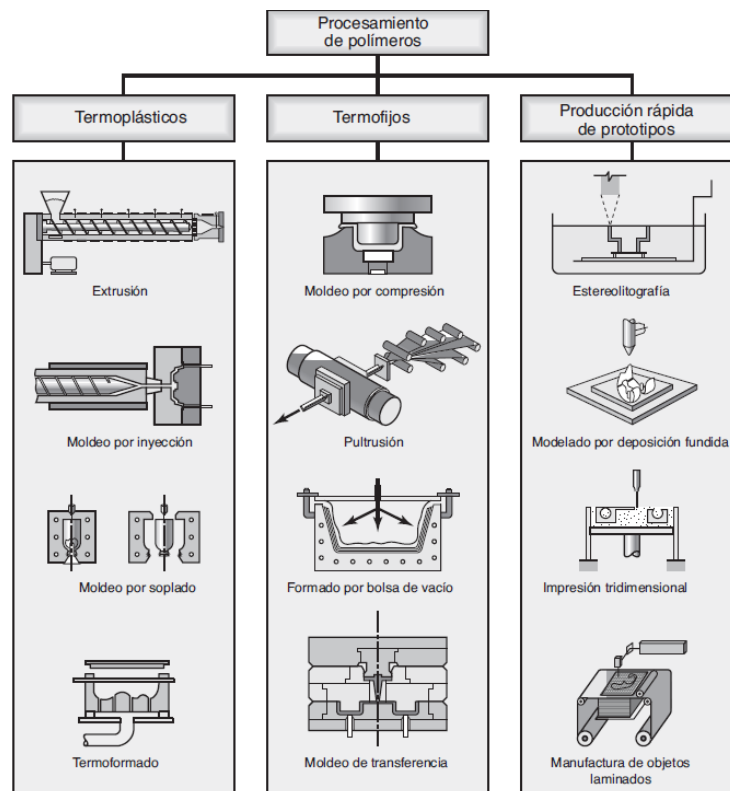 Procesamiento
de polímeros
Termoplásticos
Termofijos
Producción rápida
de prototipos
Extrusión
Moldeo por compresión
Estereolitografía
Moldeo por inyección
Pultrusión
Modelado por deposición fundida
Moldeo por soplado
Formado por bolsa de vacío
Impresión tridimensional
Termoformado
Moldeo de transferencia
Manufactura de objetos
laminados